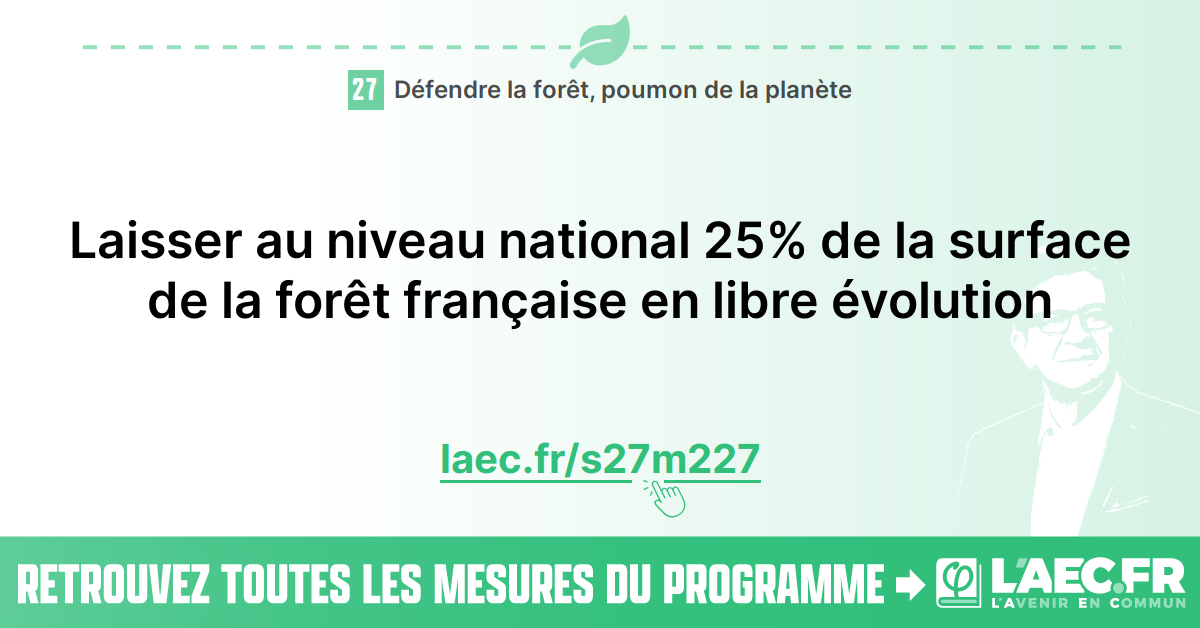 27 Défendre la forêt, poumon de la planète
Laisser au niveau national 25% de la surface
de la forêt française en libre évolution
laec.fr/s27m227
RETROUVEZ TOUTES LES MESURES DU PROGRAMME
φ L'AEC.FR
L'AVENIR EN COMMUN